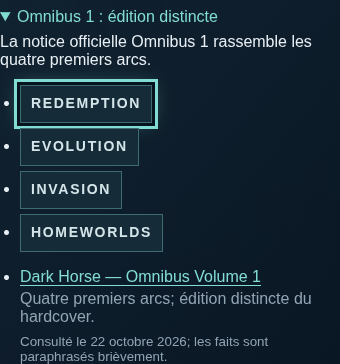 ▼ Omnibus 1 : édition distincte
La notice officielle Omnibus 1 rassemble les
quatre premiers arcs.
• REDEMPTION
• EVOLUTION
• INVASION
• HOMEWORLDS
• Dark Horse — Omnibus Volume 1
Quatre premiers arcs; édition distincte du
hardcover.
Consulté le 22 octobre 2026; les faits sont
paraphrasés brièvement.